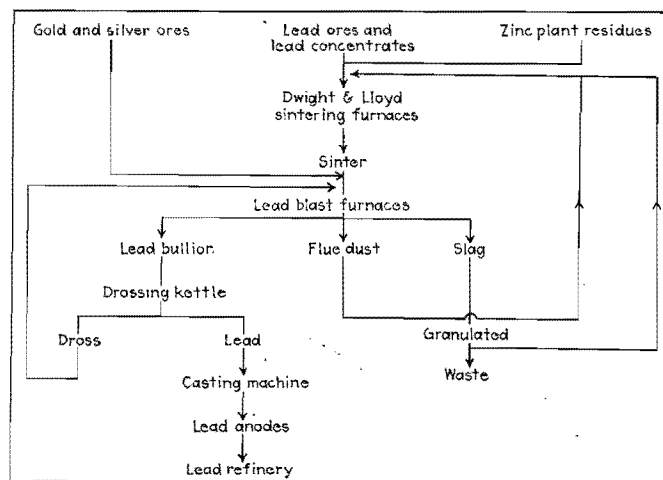 Gold and silver ores
Lead ores and
lead concentrates
Zinc plant residues
Dwight & Lloyd
sintering furnaces
Sinter
Lead blast furnaces
Lead bullion
Flue dust
Slag
Drossing kettle
Dross
Lead
Granulated
Waste
Casting machine
Lead anodes
Lead refinery